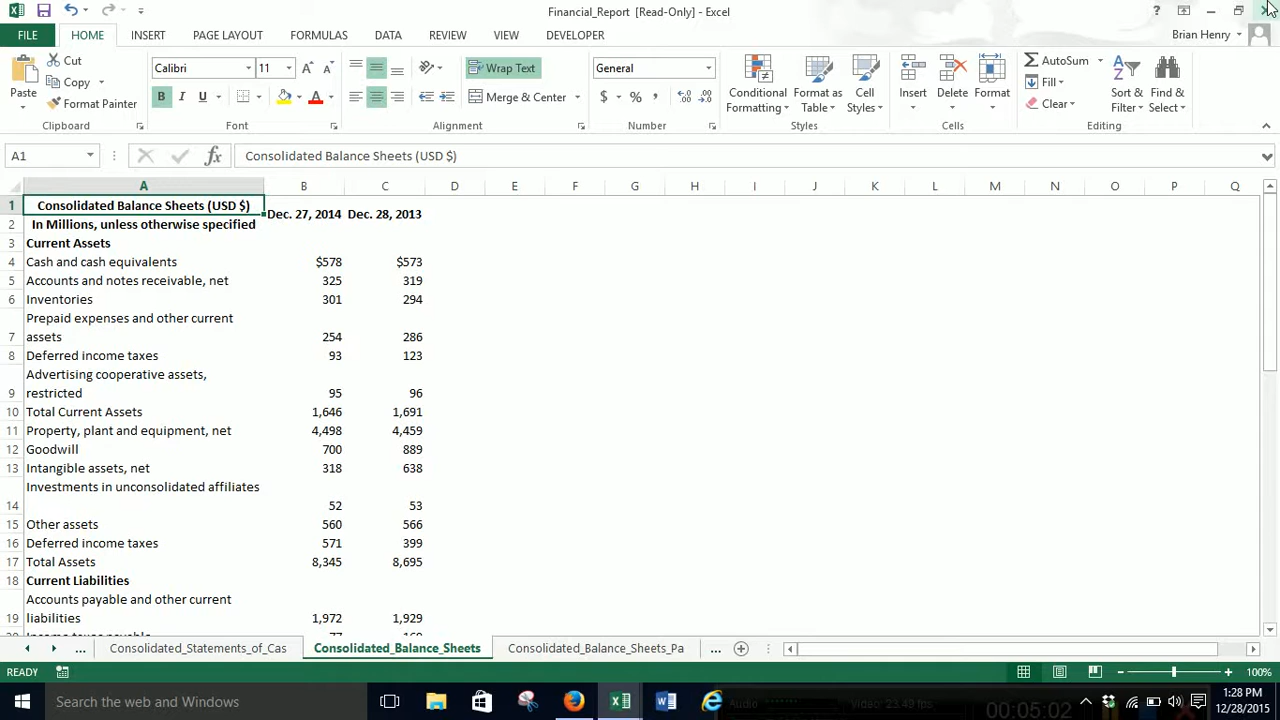 Financial_Report [Read-Only] - Excel
?
FILE HOME INSERT PAGE LAYOUT FORMULAS DATA REVIEW VIEW DEVELOPER Brian Henry
Paste
Cut
Copy
Format Painter
Clipboard
Calibri 11
B I U
Font
Wrap Text
Merge & Center
Alignment
General
$ % ,
Number
Conditional Formatting
Format as Table
Cell Styles
Styles
Insert Delete Format
Cells
AutoSum
Fill
Clear
Sort & Filter
Find & Select
Editing
A1 fx Consolidated Balance Sheets (USD $)
A B C D E F G H I J K L M N O P Q
1 Consolidated Balance Sheets (USD $) Dec. 27, 2014 Dec. 28, 2013
2 In Millions, unless otherwise specified
3 Current Assets
4 Cash and cash equivalents $578 $573
5 Accounts and notes receivable, net 325 319
6 Inventories 301 294
Prepaid expenses and other current
7 assets 254 286
8 Deferred income taxes 93 123
Advertising cooperative assets,
9 restricted 95 96
10 Total Current Assets 1,646 1,691
11 Property, plant and equipment, net 4,498 4,459
12 Goodwill 700 889
13 Intangible assets, net 318 638
Investments in unconsolidated affiliates
14 52 53
15 Other assets 560 566
16 Deferred income taxes 571 399
17 Total Assets 8,345 8,695
18 Current Liabilities
Accounts payable and other current
19 liabilities 1,972 1,929
... Consolidated_Statements_of_Cas Consolidated_Balance_Sheets Consolidated_Balance_Sheets_Pa ...
READY 100%
Search the web and Windows
Audio Video: 23.49 fps
00:05:02
1:28 PM
12/28/2015